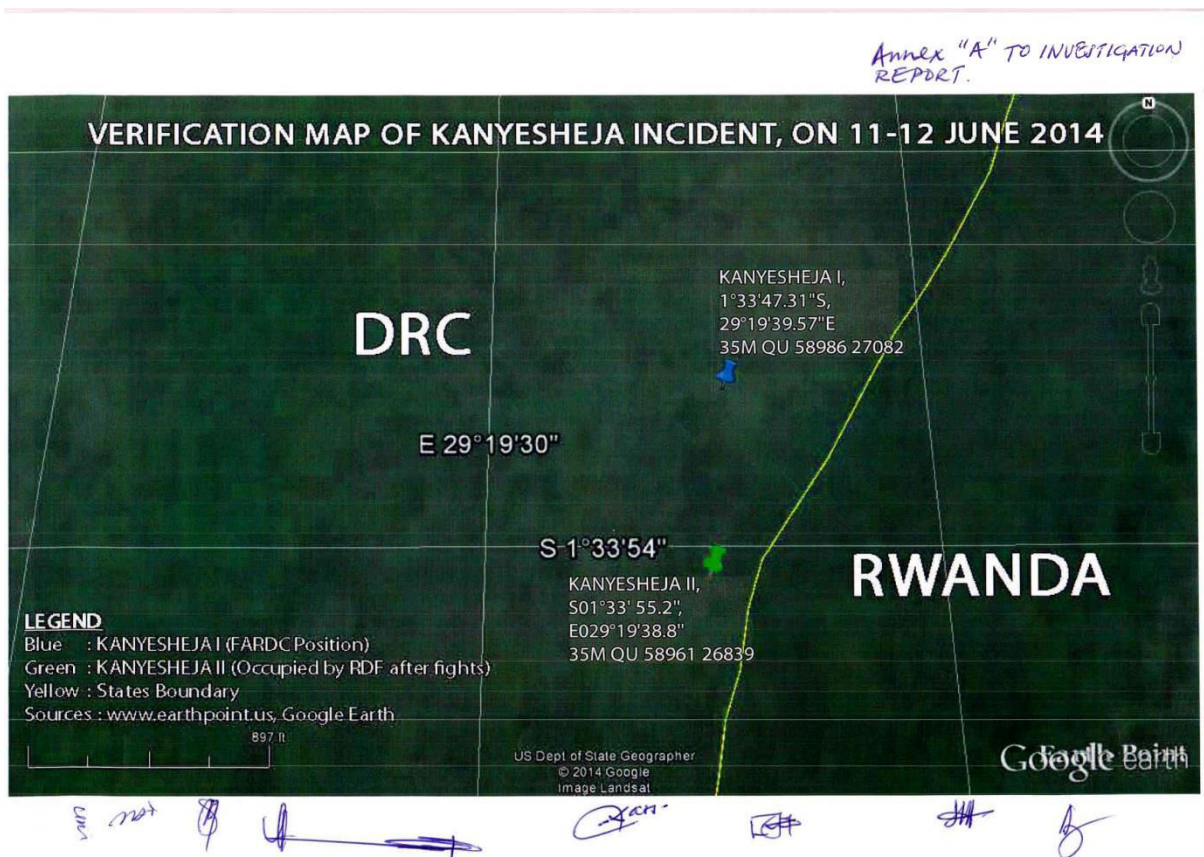 Annex "A" TO INVESTIGATION
REPORT.
VERIFICATION MAP OF KANYESHEJA INCIDENT, ON 11-12 JUNE 2014
N
KANYESHEJA I,
1°33'47.31"S,
29°19'39.57"E
35M QU 58986 27082
DRC
E 29°19'30"
S 1°33'54"
RWANDA
KANYESHEJA II,
S01°33' 55.2",
E029°19'38.8"
35M QU 58961 26839
LEGEND
Blue : KANYESHEJA I (FARDC Position)
Green : KANYESHEJA II (Occupied by RDF after fights)
Yellow : States Boundary
Sources : www.earthpoint.us, Google Earth
897 ft
US Dept of State Geographer
© 2014 Google
Image Landsat
Google earth
Earth Point